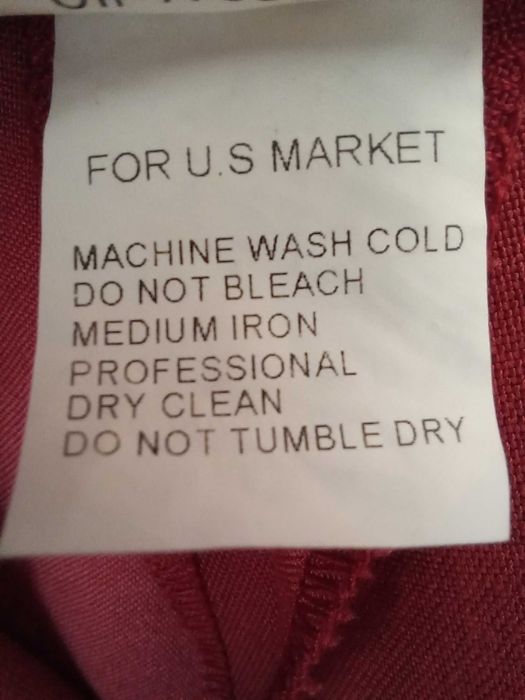 FOR U.S MARKET
MACHINE WASH COLD
DO NOT BLEACH
MEDIUM IRON
PROFESSIONAL
DRY CLEAN
DO NOT TUMBLE DRY